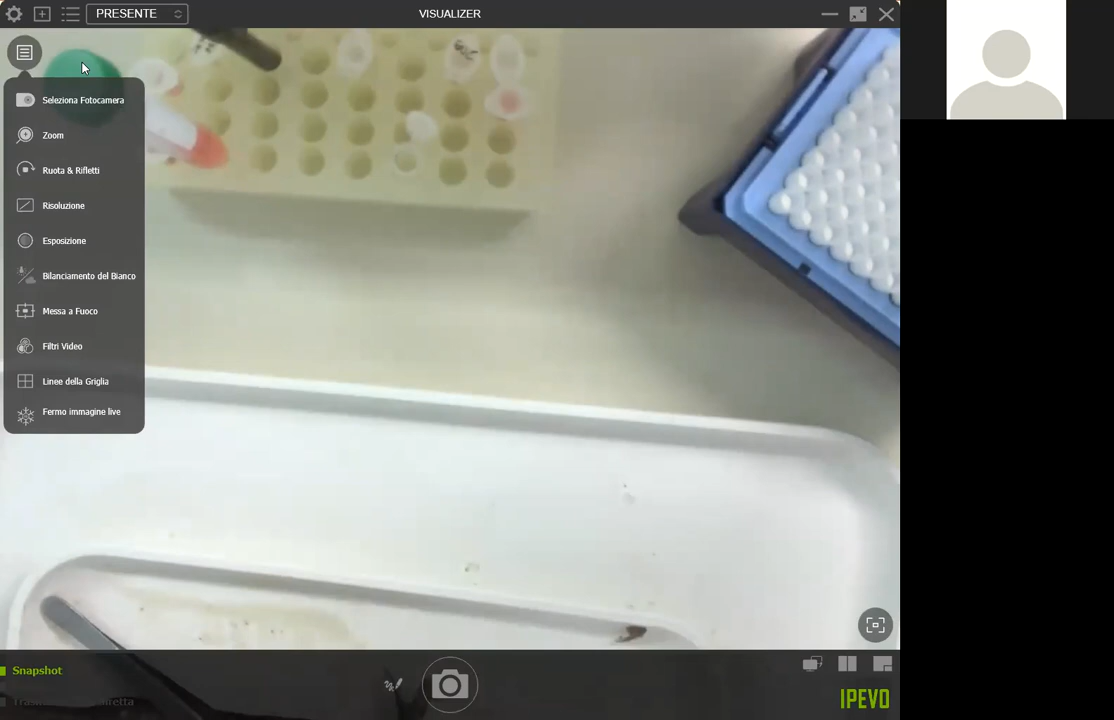 PRESENTE
VISUALIZER
Seleziona Fotocamera
Zoom
Ruota & Rifletti
Risoluzione
Esposizione
Bilanciamento del Bianco
Messa a Fuoco
Filtri Video
Linee della Griglia
Fermo immagine live
Snapshot
IPEVO